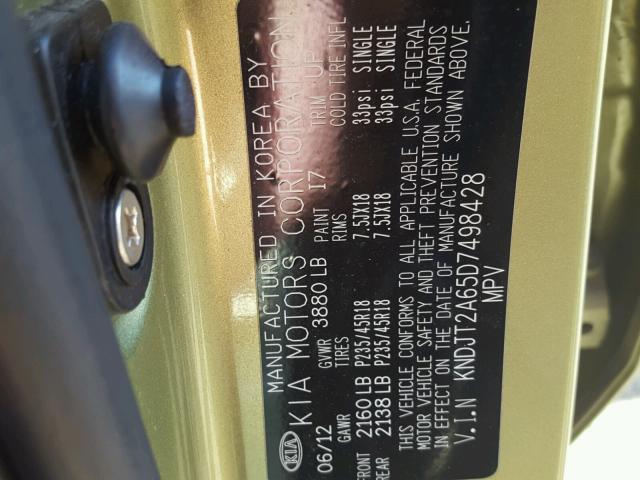 MANUFACTURED IN KOREA BY
KIA KIA MOTORS CORPORATION
06/12 GVWR 3880 LB PAINT I7 TRIM UP
GAWR TIRES RIMS COLD TIRE INFL
FRONT 2160 LB P235/45R18 7.5JX18 33psi SINGLE
REAR 2138 LB P235/45R18 7.5JX18 33psi SINGLE
THIS VEHICLE CONFORMS TO ALL APPLICABLE U.S.A. FEDERAL
MOTOR VEHICLE SAFETY AND THEFT PREVENTION STANDARDS
IN EFFECT ON THE DATE OF MANUFACTURE SHOWN ABOVE.
V.I.N KNDJT2A65D7498428
MPV